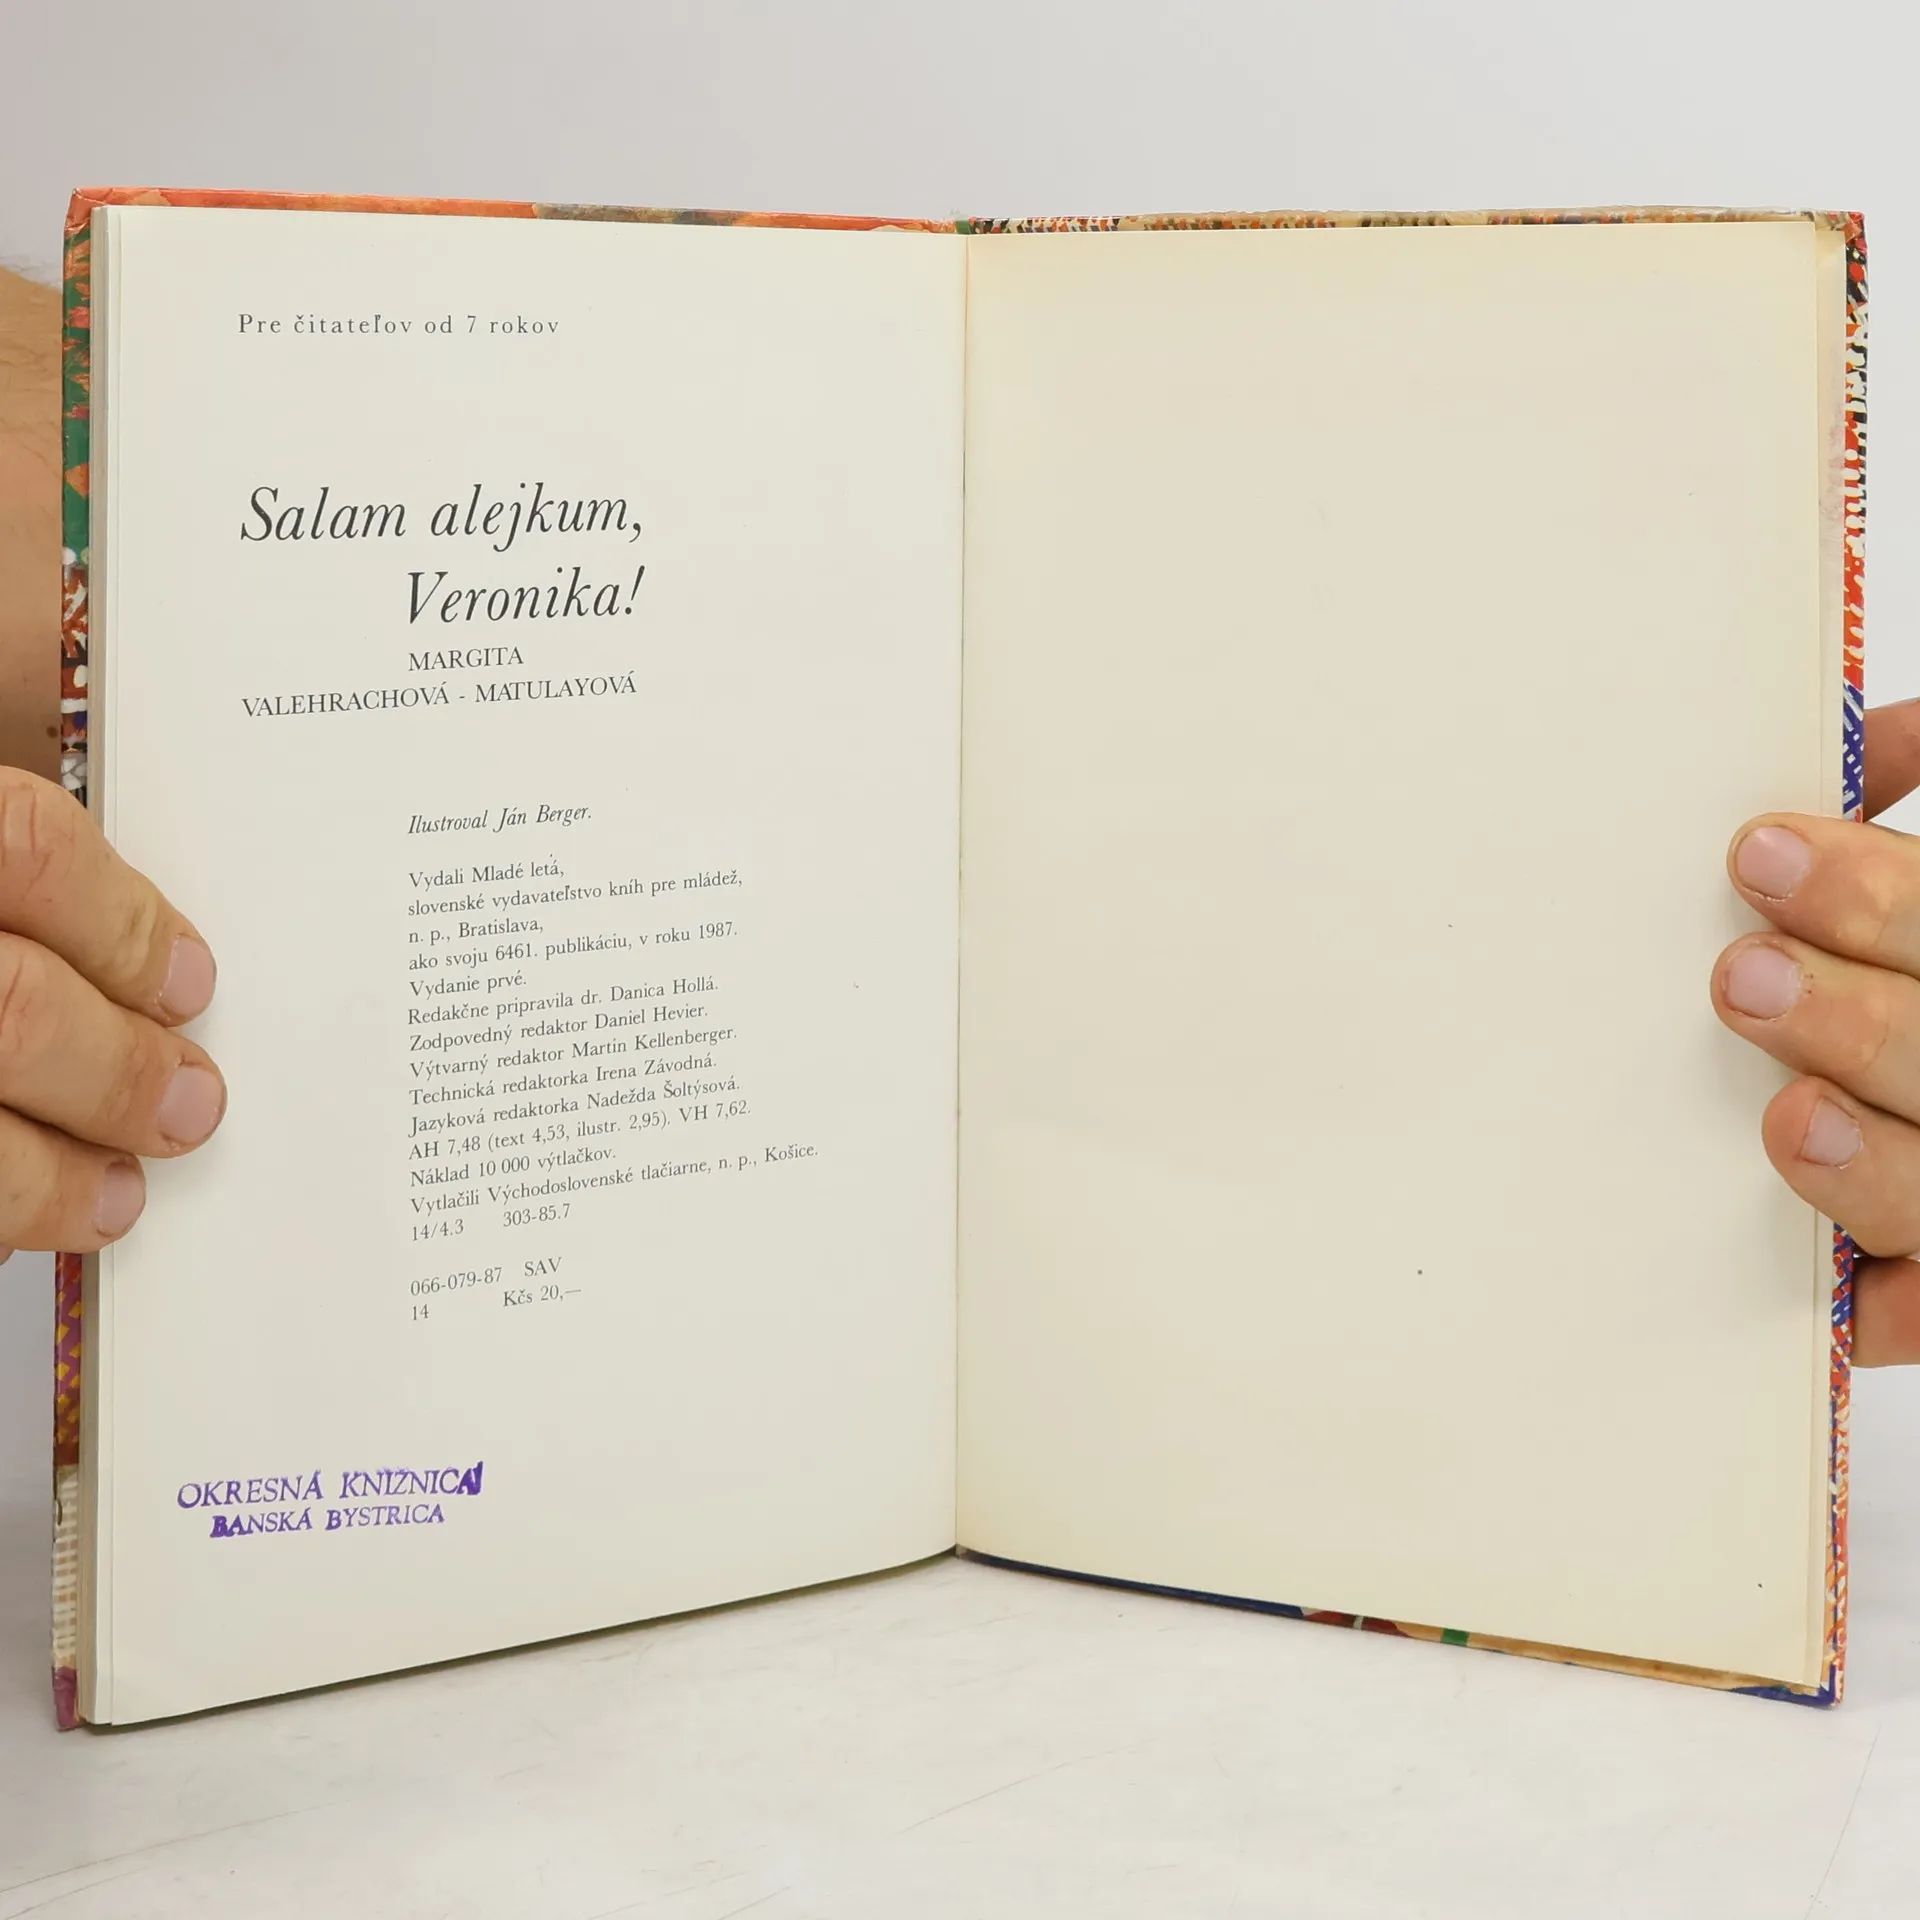 Pre čitateľov od 7 rokov
Salam alejkum,
Veronika!
MARGITA
VALEHRACHOVÁ - MATULAYOVÁ
Ilustroval Ján Berger.
Vydali Mladé letá,
slovenské vydavateľstvo kníh pre mládež,
n. p., Bratislava,
ako svoju 6461. publikáciu, v roku 1987.
Vydanie prvé.
Redakčne pripravila dr. Danica Hollá.
Zodpovedný redaktor Daniel Hevier.
Výtvarný redaktor Martin Kellenberger.
Technická redaktorka Irena Závodná.
Jazyková redaktorka Nadežda Šoltýsová.
AH 7,48 (text 4,53, ilustr. 2,95). VH 7,62.
Náklad 10 000 výtlačkov.
Vytlačili Východoslovenské tlačiarne, n. p., Košice.
14/4.3 303-85.7
066-079-87 SAV
14 Kčs 20,—
OKRESNÁ KNIŽNICA
BANSKÁ BYSTRICA